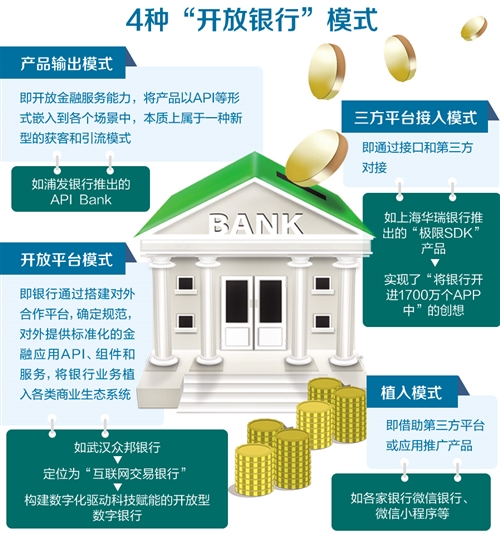 4种“开放银行”模式
产品输出模式
即开放金融服务能力，将产品以API等形
式嵌入到各个场景中，本质上属于一种新
型的获客和引流模式
如浦发银行推出的
API Bank
三方平台接入模式
即通过接口和第三方
对接
如上海华瑞银行推
出的“极限SDK”
产品
实现了“将银行开
进1700万个APP
中”的创想
BANK
开放平台模式
即银行通过搭建对外
合作平台，确定规范，
对外提供标准化的金
融应用API、组件和
服务，将银行业务植
入各类商业生态系统
如武汉众邦银行
定位为“互联网交易银行”
构建数字化驱动科技赋能的开放型
数字银行
植入模式
即借助第三方平台
或应用推广产品
如各家银行微信银行、
微信小程序等